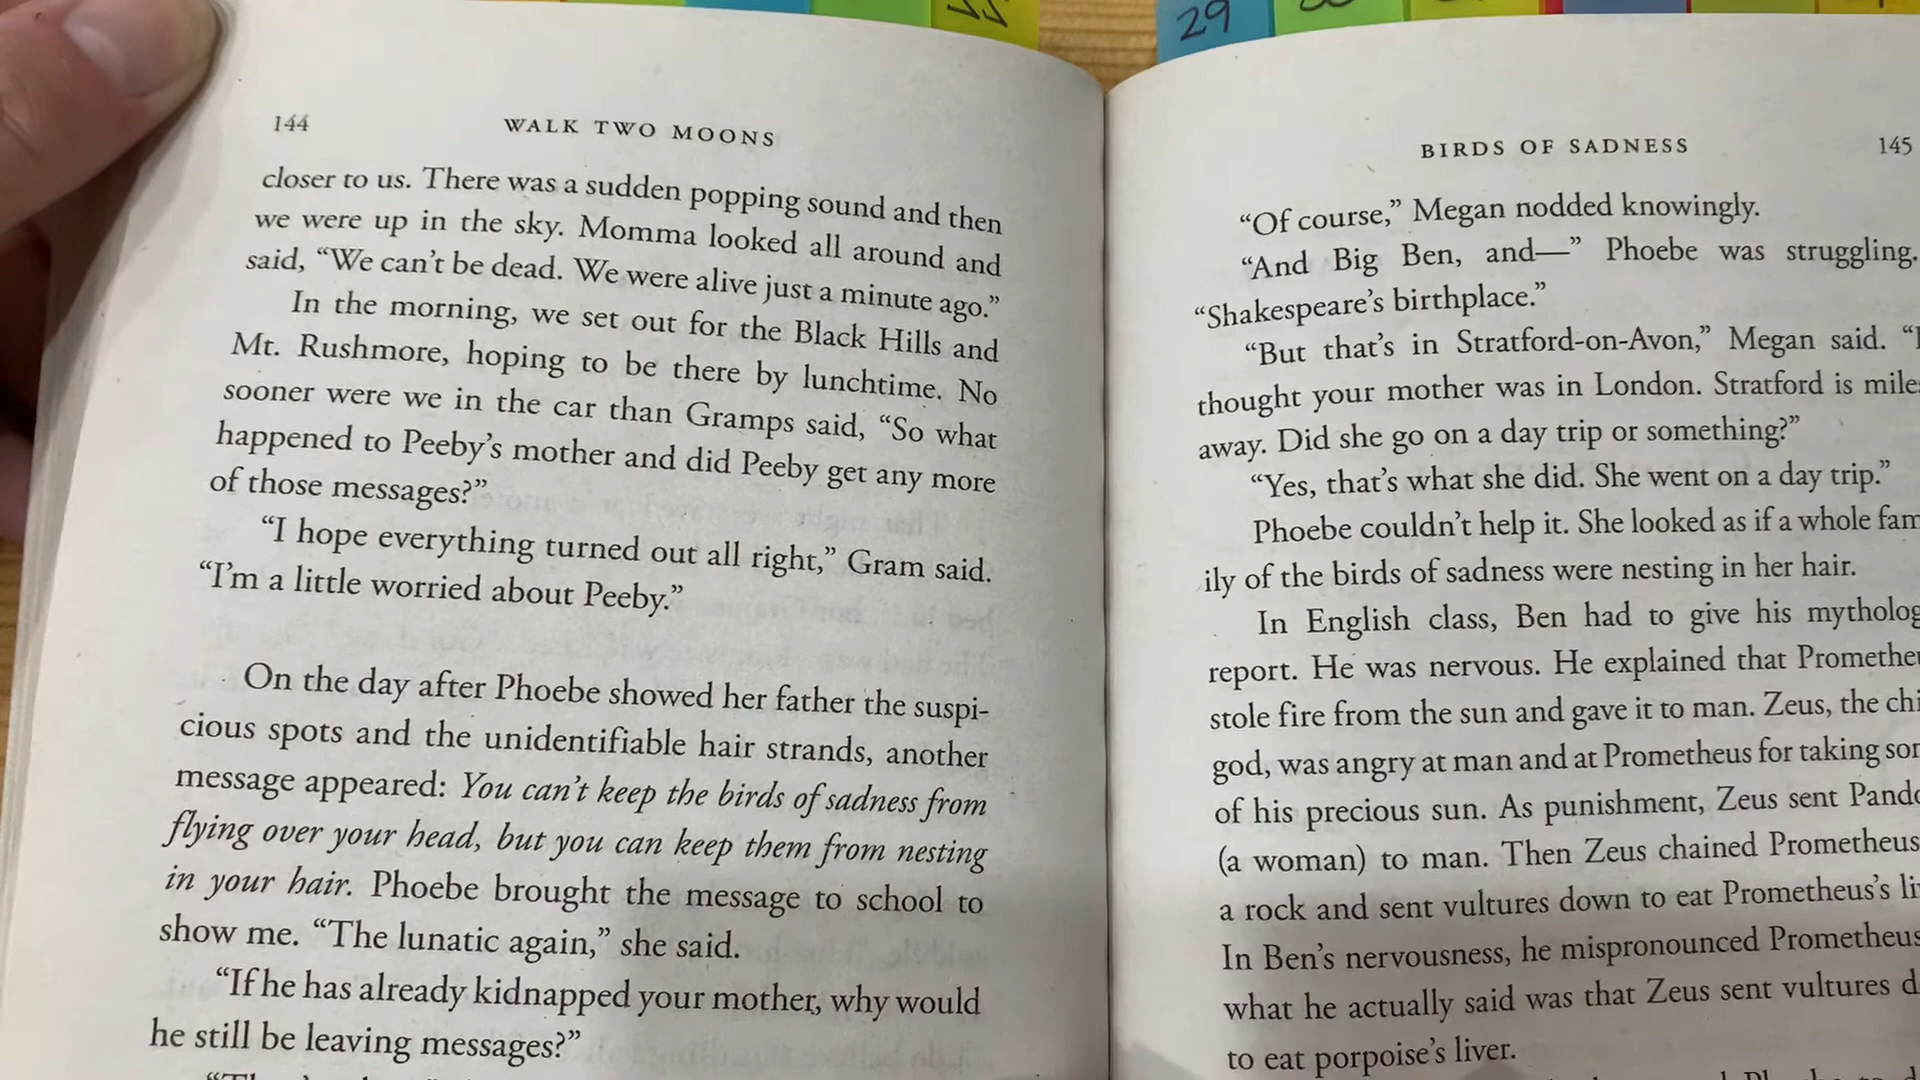 29
144
WALK TWO MOONS
closer to us. There was a sudden popping sound and then
we were up in the sky. Momma looked all around and
said, “We can’t be dead. We were alive just a minute ago.”
In the morning, we set out for the Black Hills and
Mt. Rushmore, hoping to be there by lunchtime. No
sooner were we in the car than Gramps said, “So what
happened to Peeby’s mother and did Peeby get any more
of those messages?”
“I hope everything turned out all right,” Gram said.
“I’m a little worried about Peeby.”
On the day after Phoebe showed her father the suspi-
cious spots and the unidentifiable hair strands, another
message appeared: You can’t keep the birds of sadness from
flying over your head, but you can keep them from nesting
in your hair. Phoebe brought the message to school to
show me. “The lunatic again,” she said.
“If he has already kidnapped your mother, why would
he still be leaving messages?”
BIRDS OF SADNESS
145
“Of course,” Megan nodded knowingly.
“And Big Ben, and—” Phoebe was struggling.
“Shakespeare’s birthplace.”
“But that’s in Stratford-on-Avon,” Megan said. “I
thought your mother was in London. Stratford is miles
away. Did she go on a day trip or something?”
“Yes, that’s what she did. She went on a day trip.”
Phoebe couldn’t help it. She looked as if a whole fam
ily of the birds of sadness were nesting in her hair.
In English class, Ben had to give his mytholog
report. He was nervous. He explained that Promethe
stole fire from the sun and gave it to man. Zeus, the chi
god, was angry at man and at Prometheus for taking som
of his precious sun. As punishment, Zeus sent Pando
(a woman) to man. Then Zeus chained Prometheus
a rock and sent vultures down to eat Prometheus’s li
In Ben’s nervousness, he mispronounced Prometheus
what he actually said was that Zeus sent vultures d
to eat porpoise’s liver.